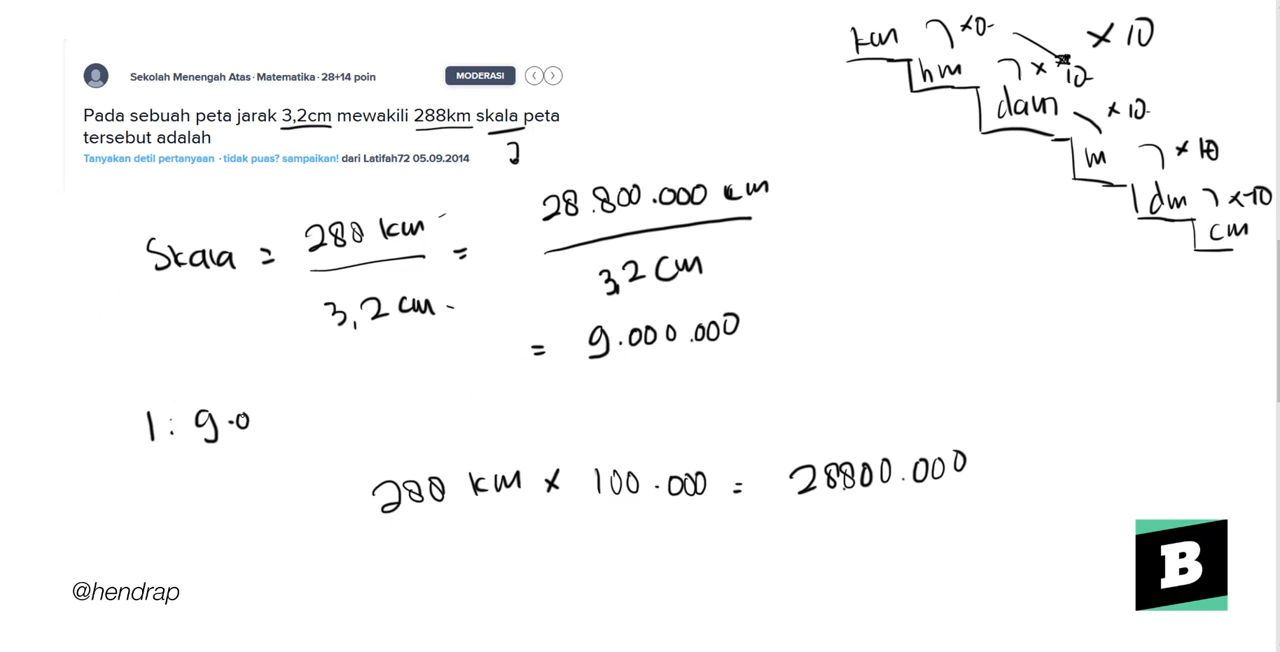 Sekolah Menengah Atas · Matematika · 28+14 poin
MODERASI
Pada sebuah peta jarak 3,2cm mewakili 288km skala peta
tersebut adalah
Tanyakan detil pertanyaan · tidak puas? sampaikan! dari Latifah72 05.09.2014
?
km ×10 ×10
hm ×10
dam ×10
m ×10
dm ×10
cm
Skala = 288 km / 3,2 cm = 28.800.000 cm / 3,2 cm
= 9.000.000
1 : 9.0
288 km × 100.000 = 28800.000
@hendrap
B